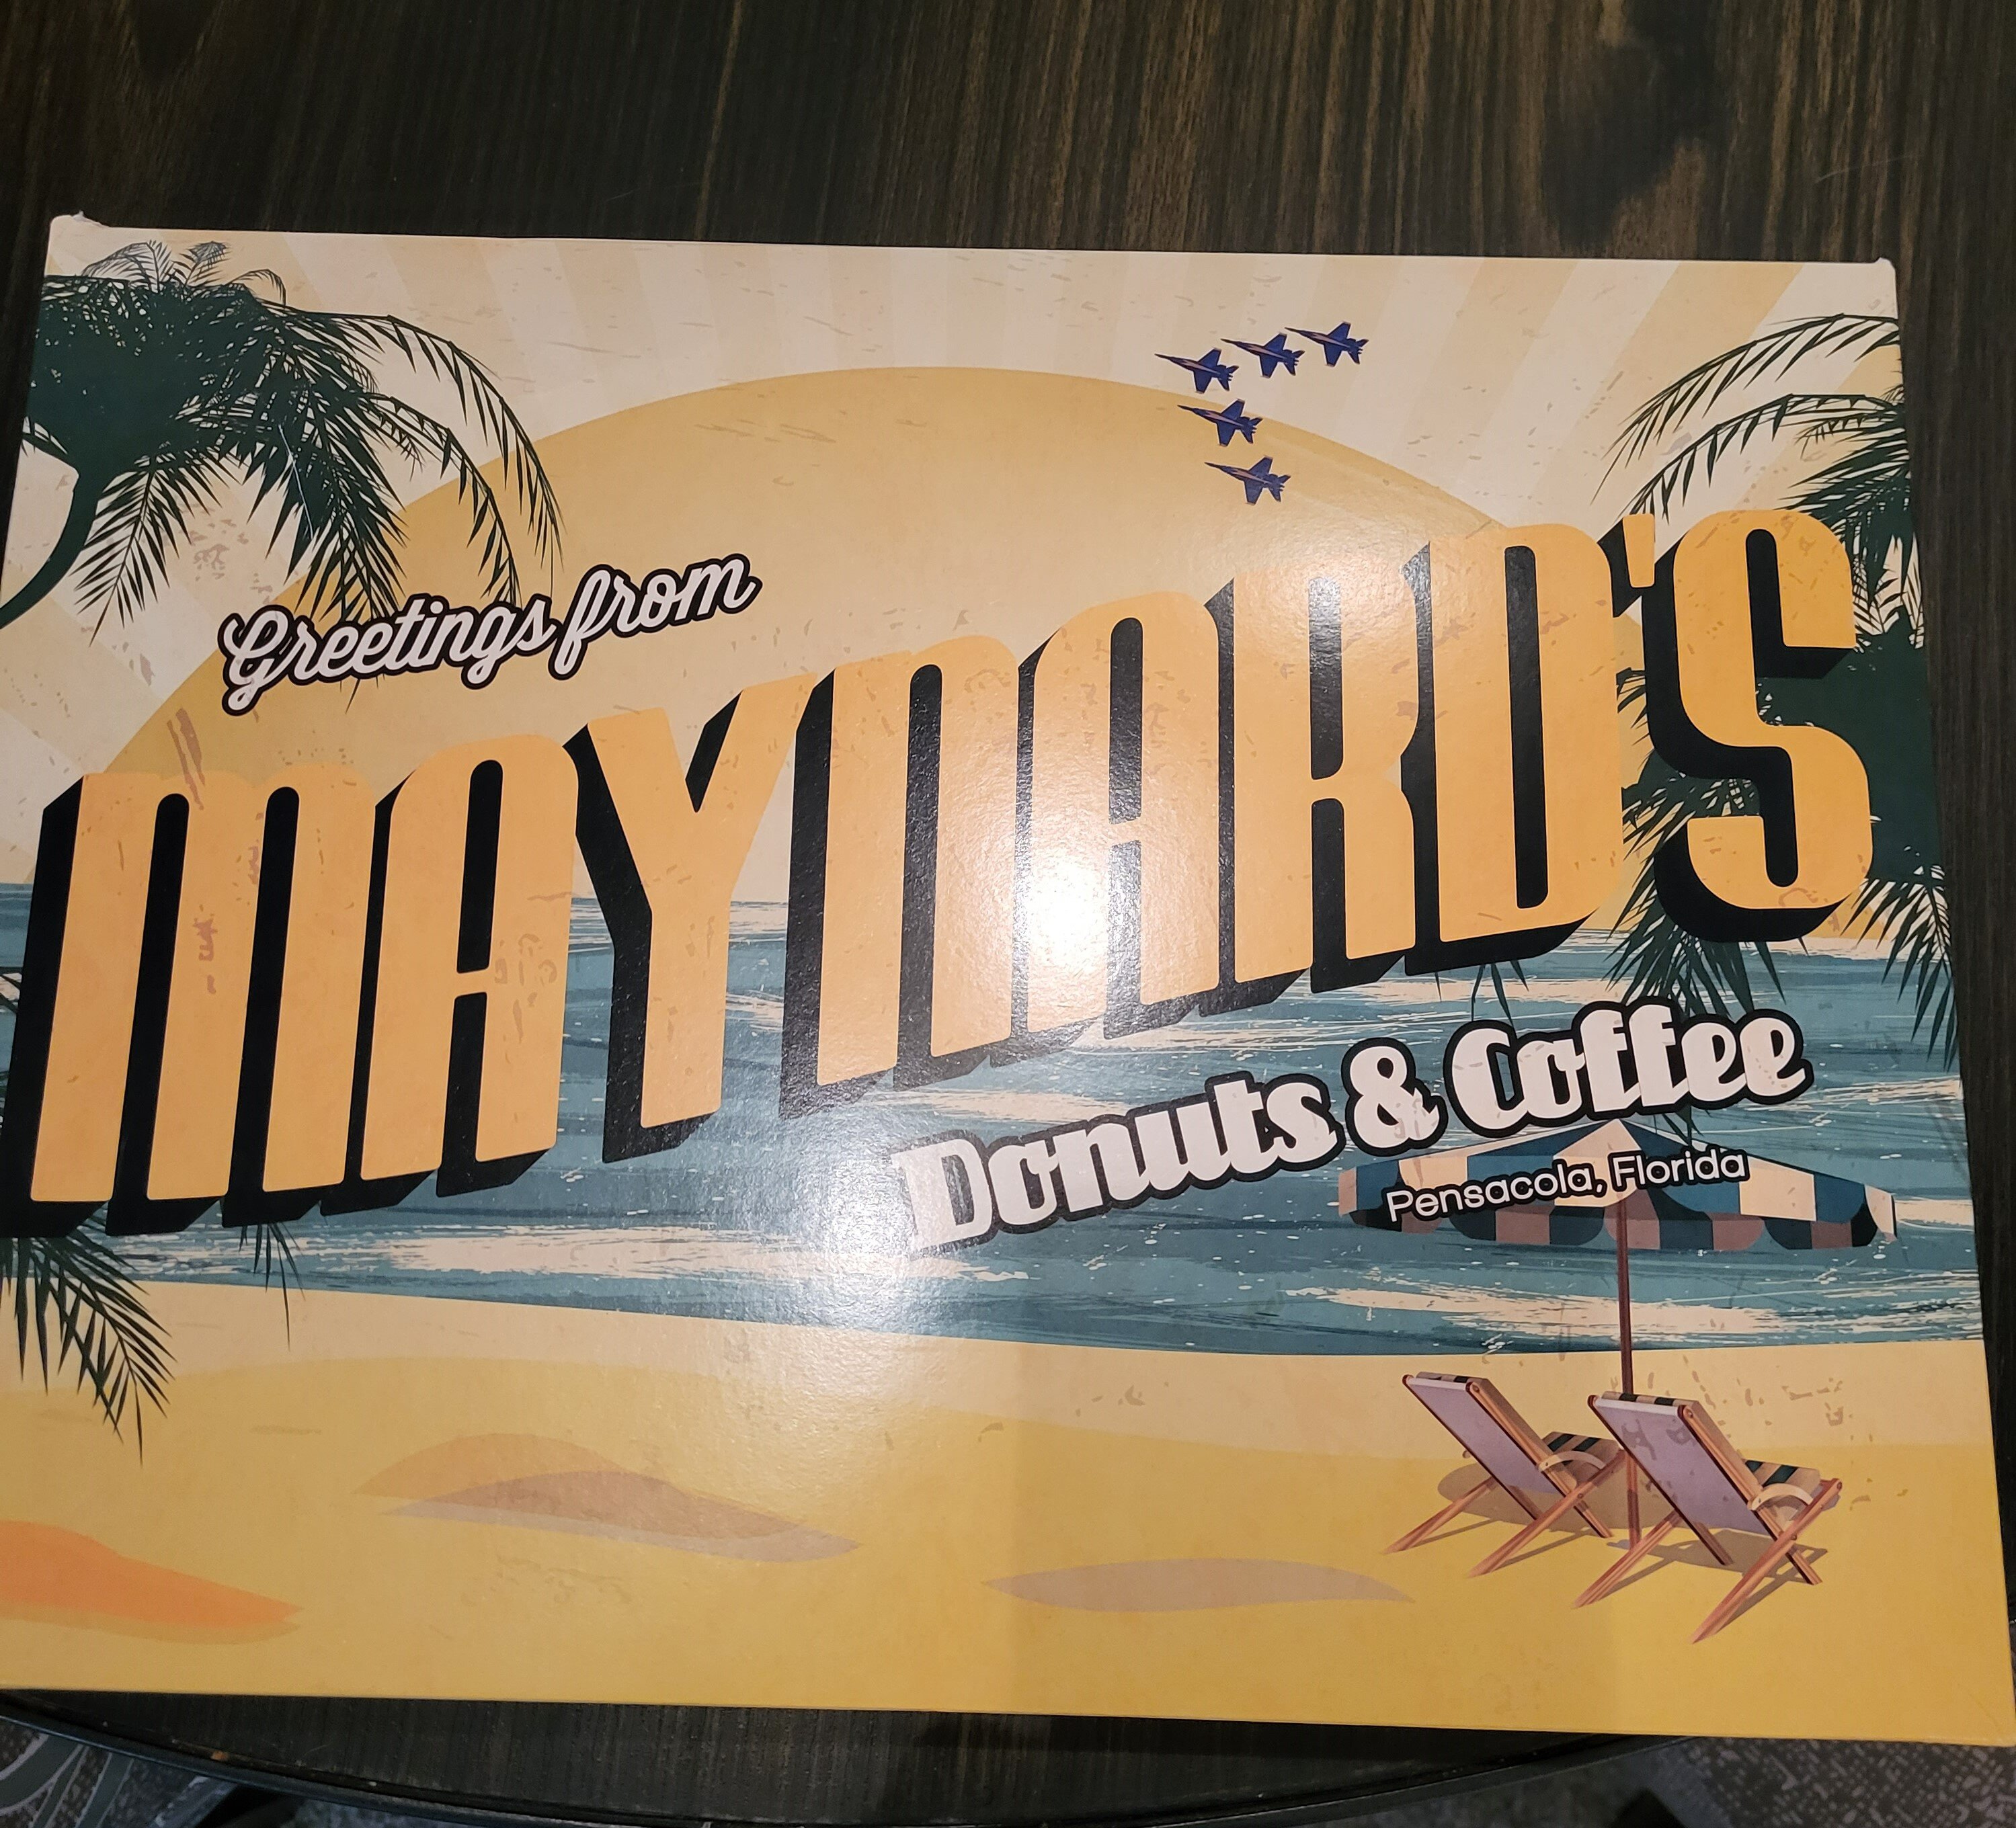 Greetings from
MAYNARD'S
Donuts & Coffee
Pensacola, Florida